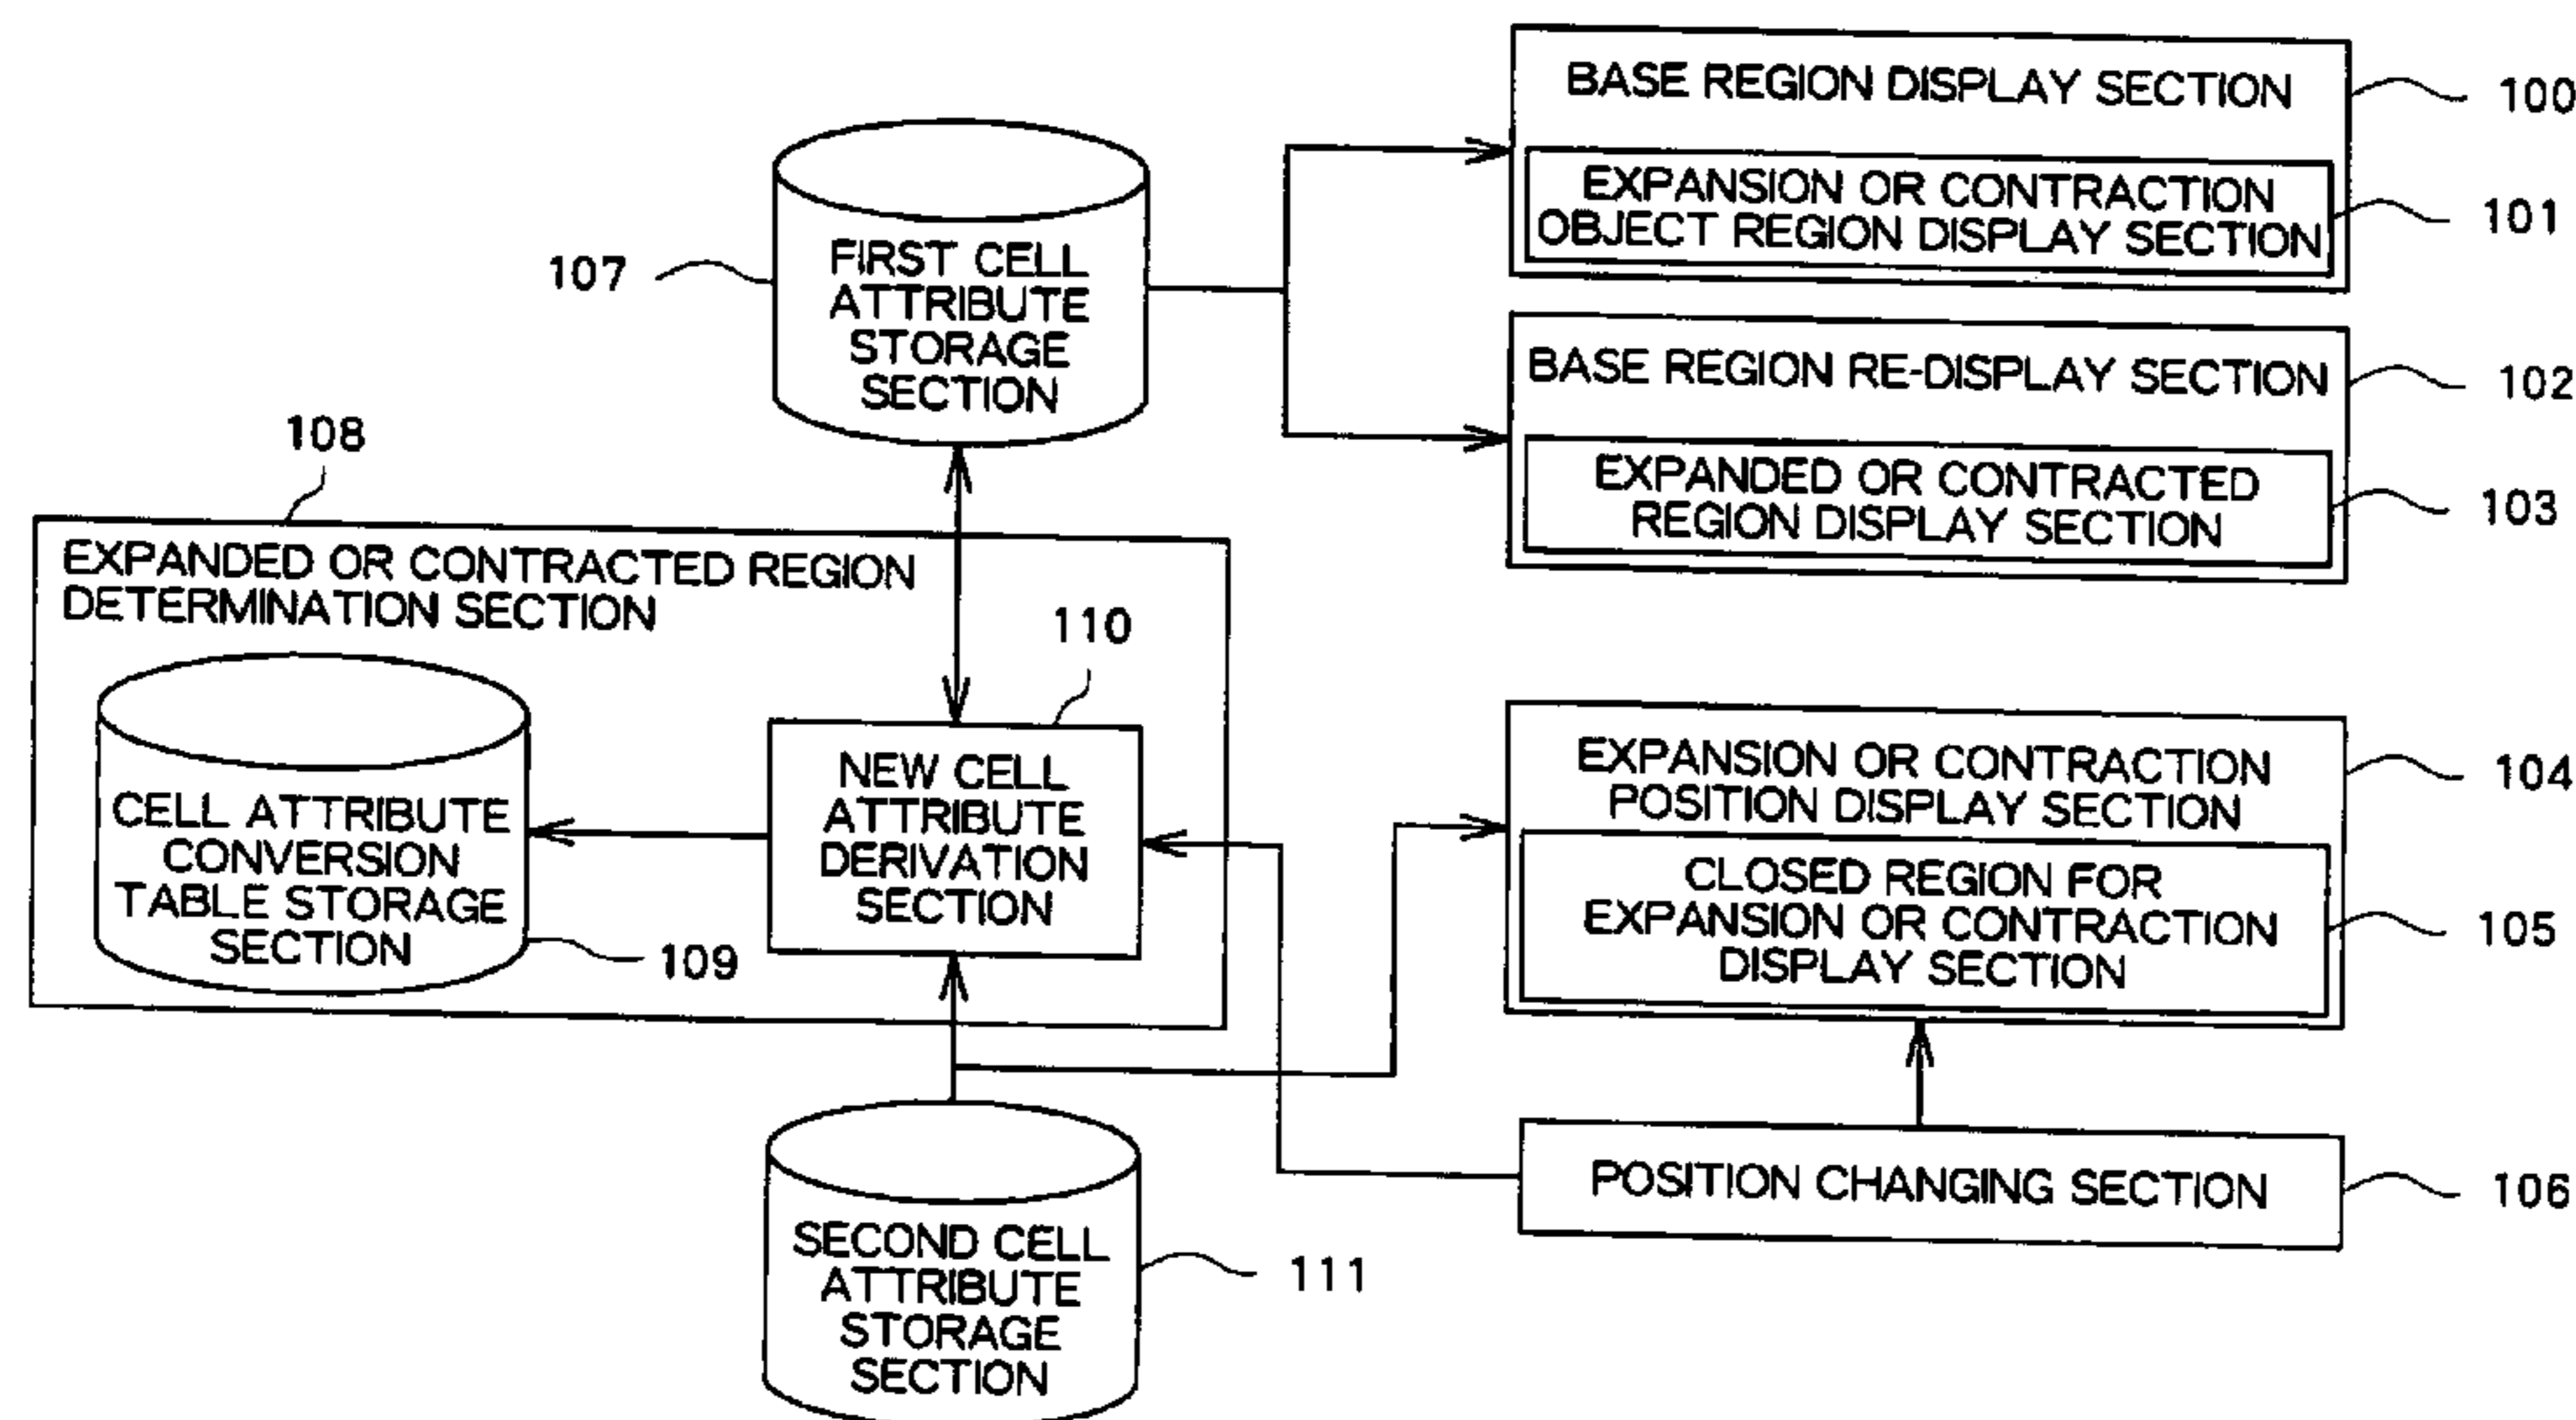 BASE REGION DISPLAY SECTION
100
EXPANSION OR CONTRACTION
OBJECT REGION DISPLAY SECTION
101
FIRST CELL
ATTRIBUTE
STORAGE
SECTION
107
BASE REGION RE-DISPLAY SECTION
102
EXPANDED OR CONTRACTED
REGION DISPLAY SECTION
103
108
EXPANDED OR CONTRACTED REGION
DETERMINATION SECTION
110
CELL ATTRIBUTE
CONVERSION
TABLE STORAGE
SECTION
109
NEW CELL
ATTRIBUTE
DERIVATION
SECTION
EXPANSION OR CONTRACTION
POSITION DISPLAY SECTION
104
CLOSED REGION FOR
EXPANSION OR CONTRACTION
DISPLAY SECTION
105
POSITION CHANGING SECTION
106
SECOND CELL
ATTRIBUTE
STORAGE
SECTION
111